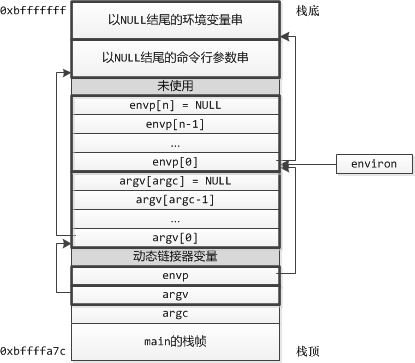 0xbfffffff
以NULL结尾的环境变量串
栈底
以NULL结尾的命令行参数串
未使用
envp[n] = NULL
envp[n-1]
…
envp[0]
environ
argv[argc] = NULL
argv[argc-1]
…
argv[0]
动态链接器变量
envp
argv
argc
0xbffffa7c
main的栈帧
栈顶